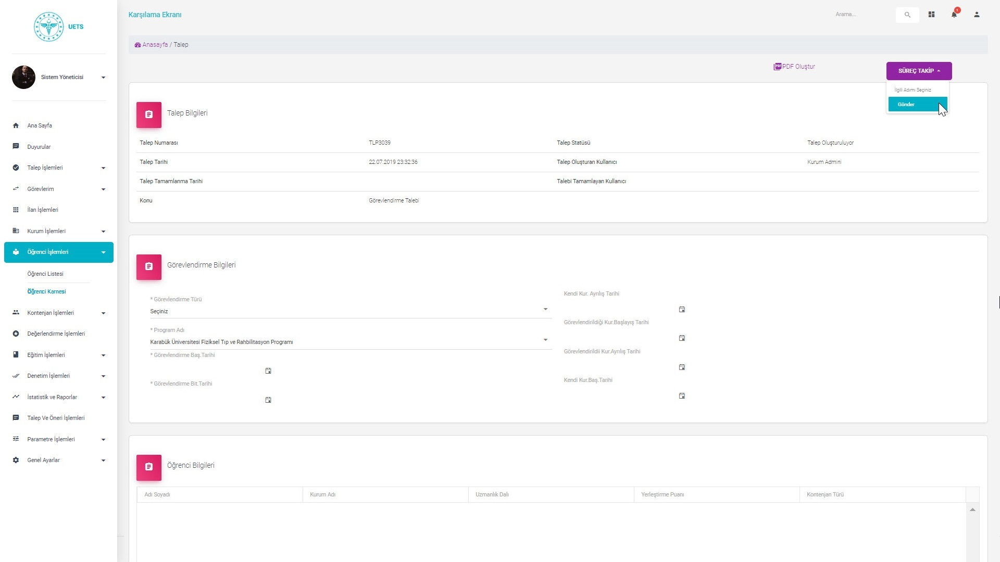 UETS
Karşılama Ekranı
Arama...
1
Anasayfa / Talep
Sistem Yöneticisi
PDF Oluştur
SÜREÇ TAKİP
İlgili Adımı Seçiniz
Gönder
Ana Sayfa
Duyurular
Talep İşlemleri
Görevlerim
İlan İşlemleri
Kurum İşlemleri
Öğrenci İşlemleri
Öğrenci Listesi
Öğrenci Karnesi
Kontenjan İşlemleri
Değerlendirme İşlemleri
Eğitim İşlemleri
Denetim İşlemleri
İstatistik ve Raporlar
Talep Ve Öneri İşlemleri
Parametre İşlemleri
Genel Ayarlar
Talep Bilgileri
Talep Numarası TLP3039 Talep Statüsü Talep Oluşturuluyor
Talep Tarihi 22.07.2019 23:32:36 Talep Oluşturan Kullanıcı Kurum Admini
Talep Tamamlanma Tarihi Talebi Tamamlayan Kullanıcı
Konu Görevlendirme Talebi
Görevlendirme Bilgileri
* Görevlendirme Türü
Seçiniz
* Program Adı
Karabük Üniversitesi Fiziksel Tıp ve Rahbilitasyon Programı
* Görevlendirme Baş.Tarihi
* Görevlendirme Bit.Tarihi
Kendi Kur. Ayrılış Tarihi
Görevlendirildiği Kur.Başlayış Tarihi
Görevlendirildii Kur.Ayrılış Tarihi
Kendi Kur.Baş.Tarihi
Öğrenci Bilgileri
Adı Soyadı Kurum Adı Uzmanlık Dalı Yerleştirme Puanı Kontenjan Türü